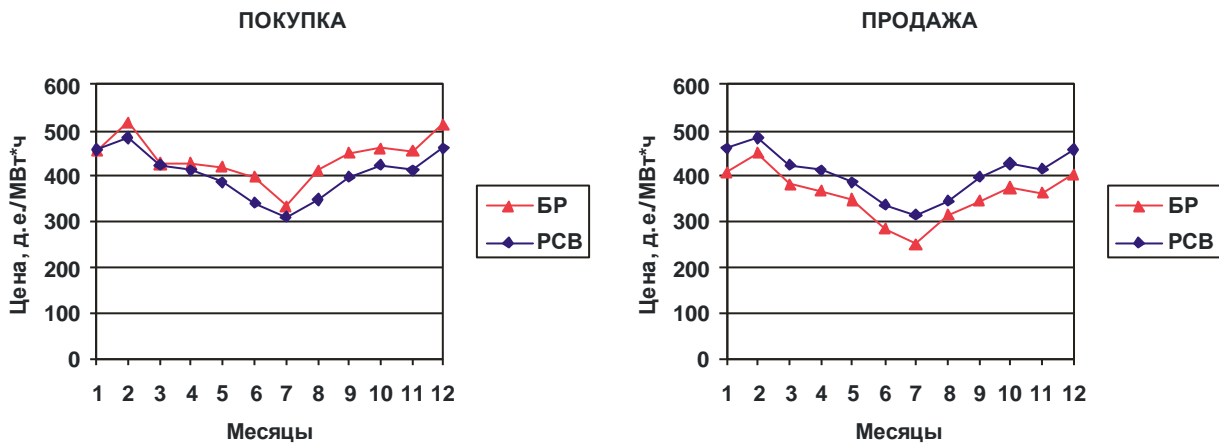 ПОКУПКА
Цена, д.е./МВт*ч
600
500
400
300
200
100
0
1 2 3 4 5 6 7 8 9 10 11 12
Месяцы
БР
РСВ
ПРОДАЖА
Цена, д.е./МВт*ч
600
500
400
300
200
100
0
1 2 3 4 5 6 7 8 9 10 11 12
Месяцы
БР
РСВ